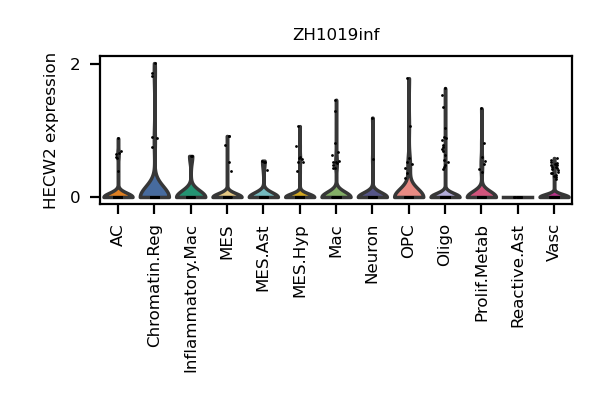 ZH1019inf
HECW2 expression
2
0
AC
Chromatin.Reg
Inflammatory.Mac
MES
MES.Ast
MES.Hyp
Mac
Neuron
OPC
Oligo
Prolif.Metab
Reactive.Ast
Vasc